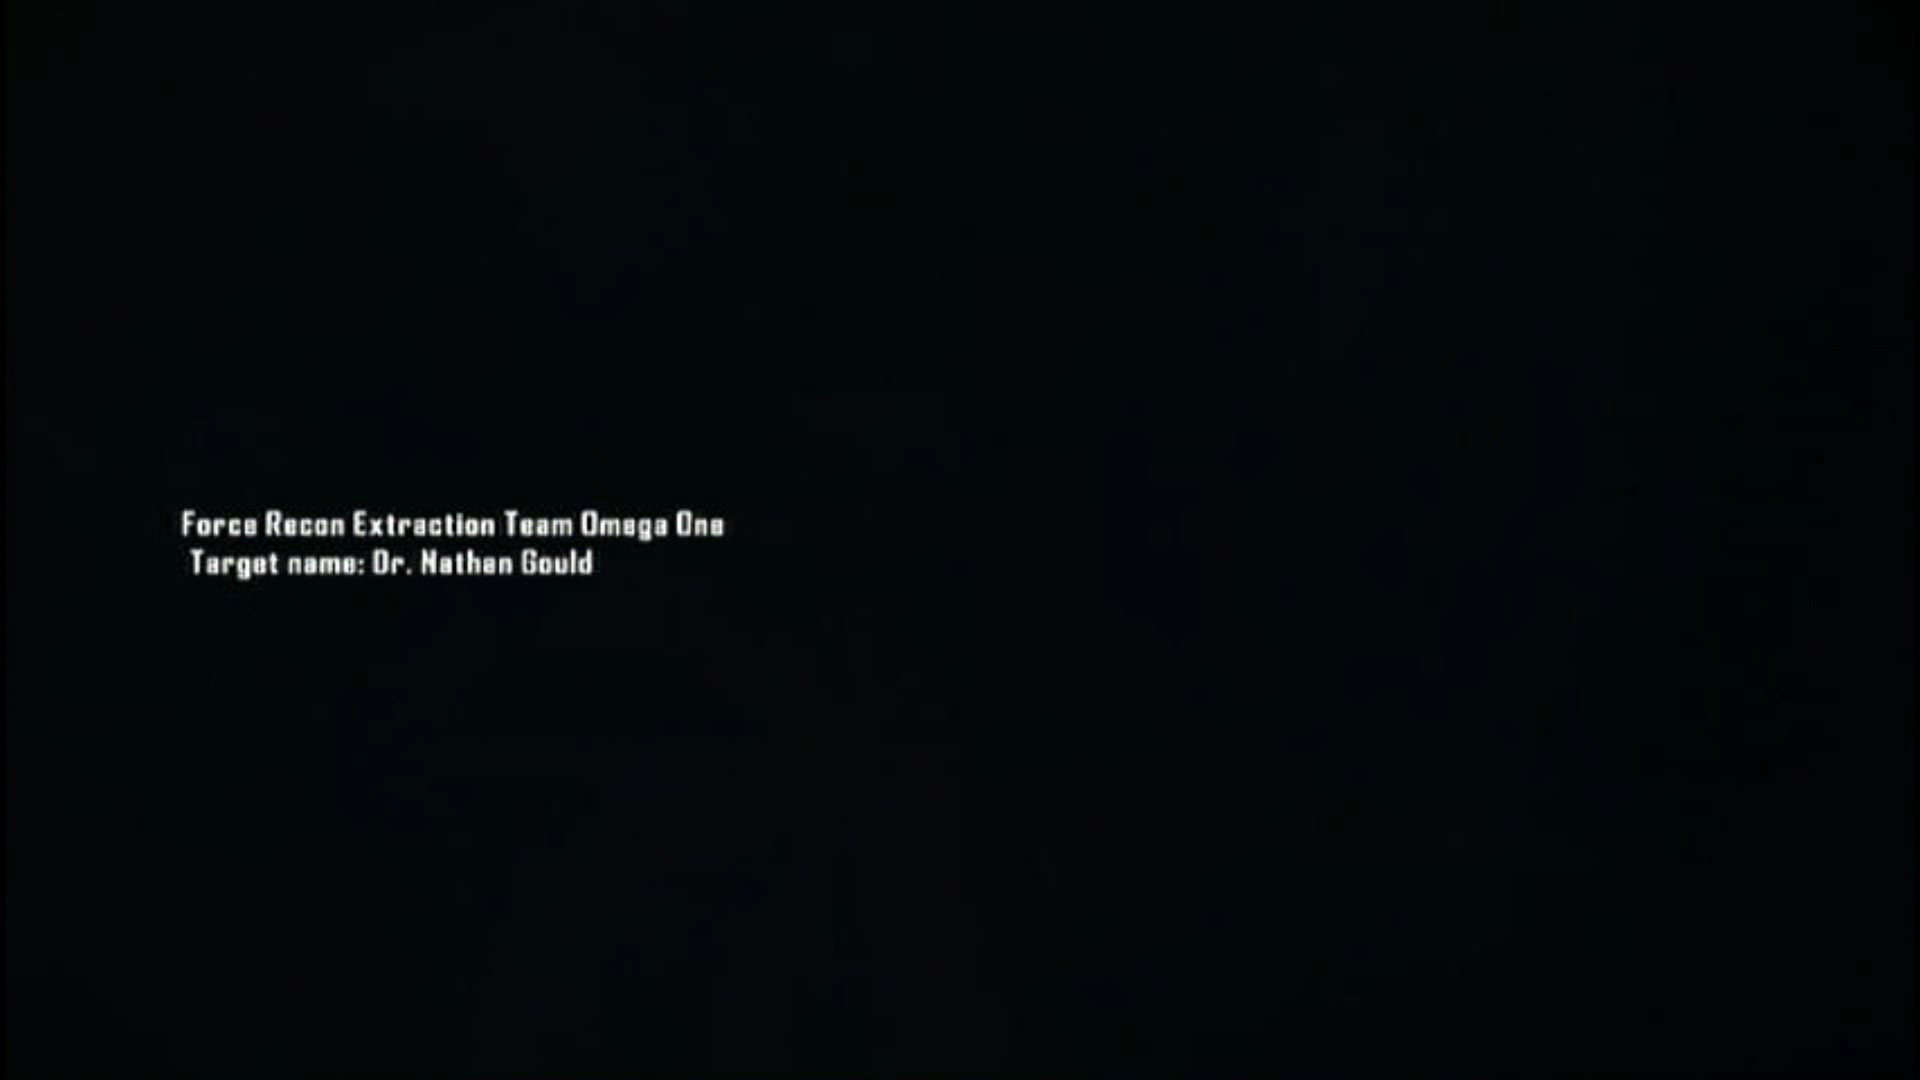 Force Recon Extraction Team Omega One
Target name: Dr. Nathan Gould